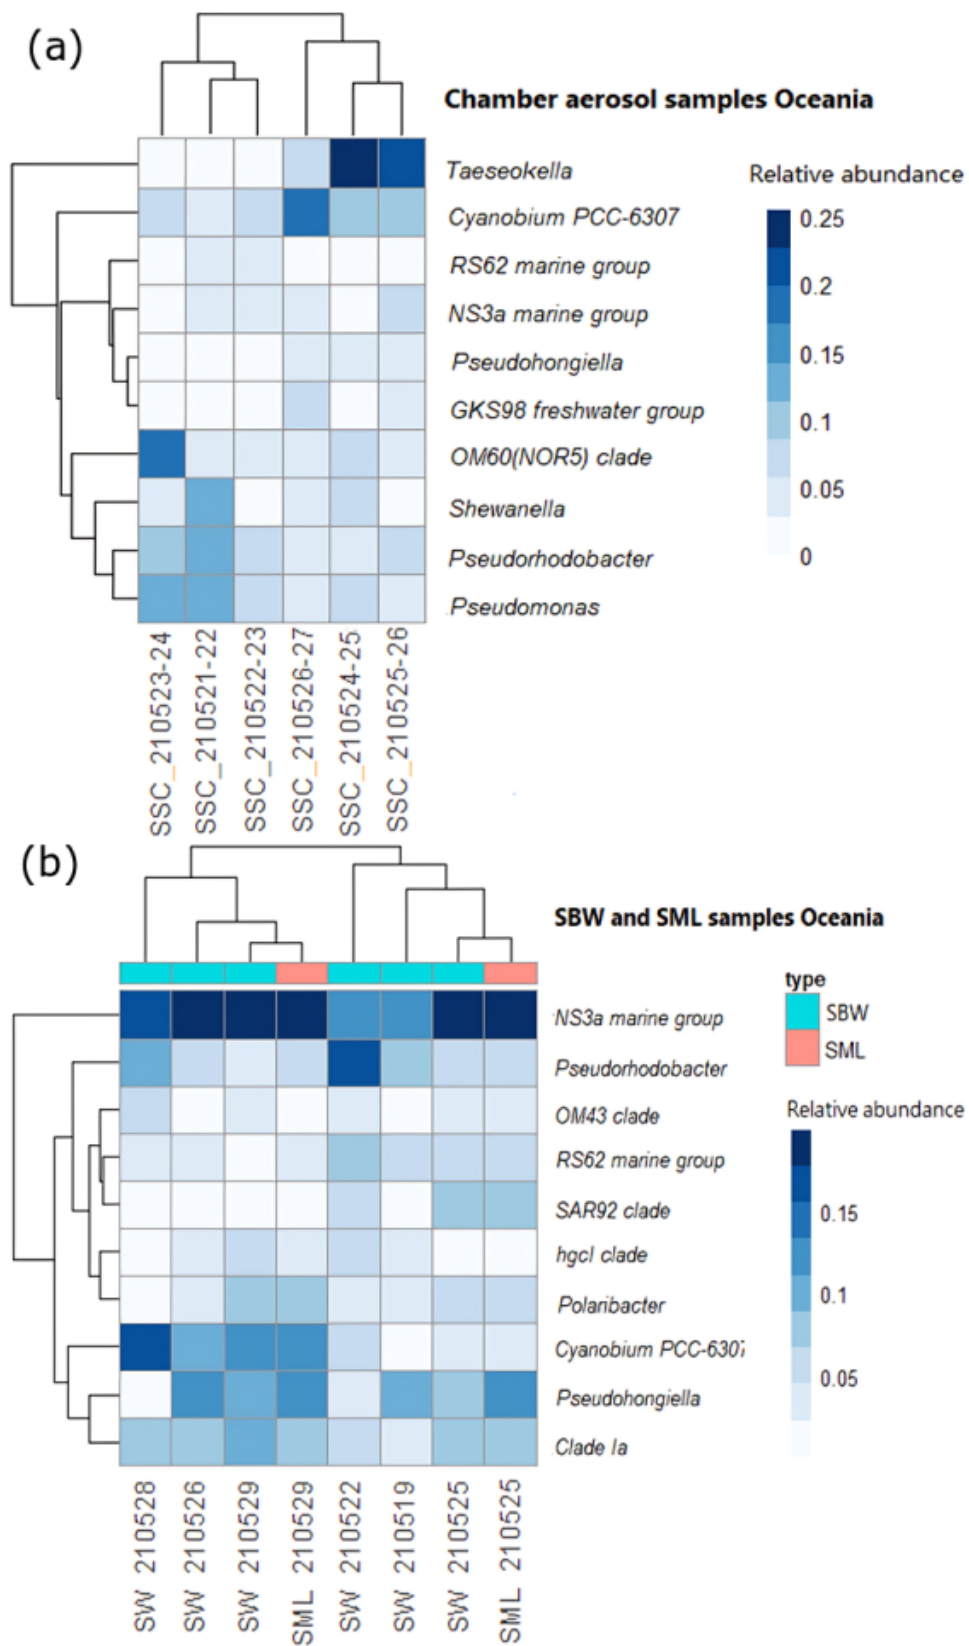 (a)
Chamber aerosol samples Oceania
Taeseokella
Cyanobium PCC-6307
RS62 marine group
NS3a marine group
Pseudohongiella
GKS98 freshwater group
OM60(NOR5) clade
Shewanella
Pseudorhodobacter
Pseudomonas
Relative abundance
0.25
0.2
0.15
0.1
0.05
0
SSC_210523-24
SSC_210521-22
SSC_210522-23
SSC_210526-27
SSC_210524-25
SSC_210525-26
(b)
SBW and SML samples Oceania
NS3a marine group
Pseudorhodobacter
OM43 clade
RS62 marine group
SAR92 clade
hgcI clade
Polaribacter
Cyanobium PCC-6307
Pseudohongiella
Clade Ia
type
SBW
SML
Relative abundance
0.15
0.1
0.05
SW 210528
SW 210526
SW 210529
SML 210529
SW 210522
SW 210519
SW 210525
SML 210525